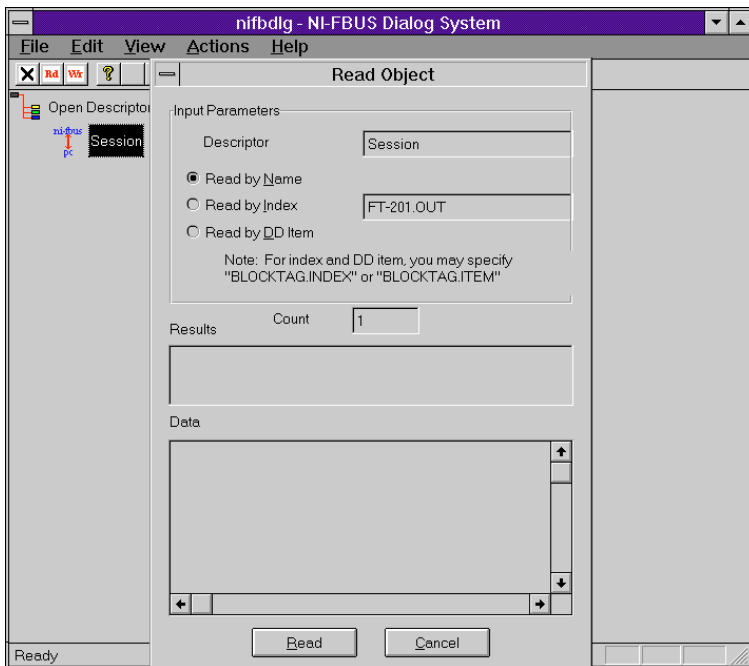 nifbdlg - NI-FBUS Dialog System
File Edit View Actions Help
Rd Wr ?
Read Object
Open Descriptor
ni-fbus
pc
Session
Input Parameters
Descriptor Session
Read by Name
Read by Index FT-201.OUT
Read by DD Item
Note: For index and DD item, you may specify
"BLOCKTAG.INDEX" or "BLOCKTAG.ITEM"
Count 1
Results
Data
Read Cancel
Ready